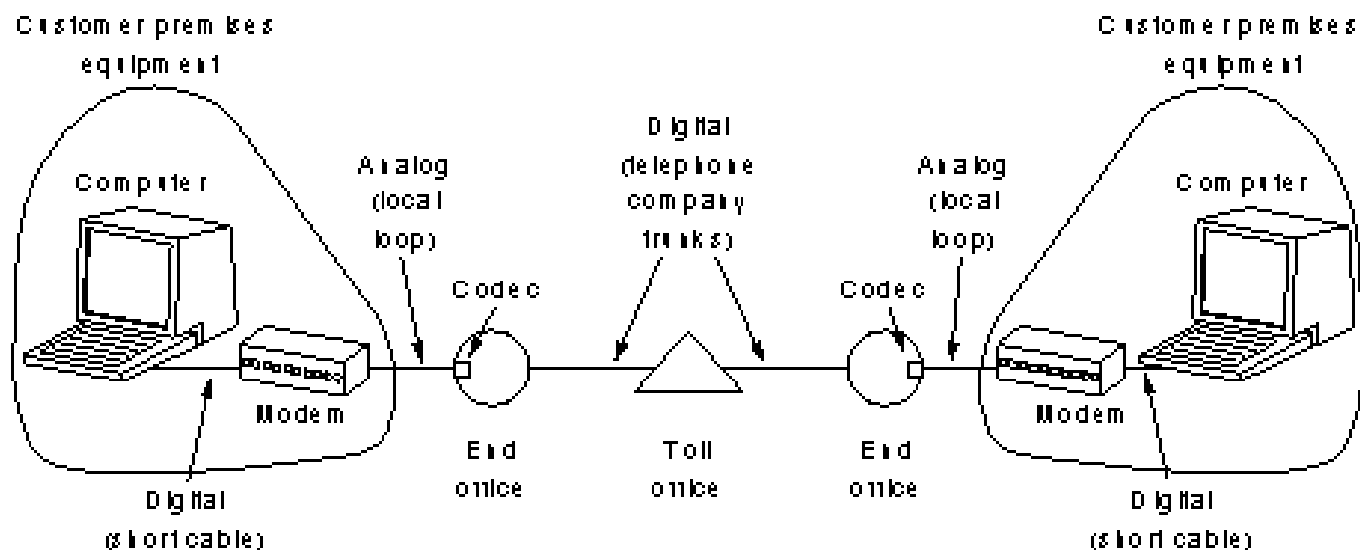 Customer premises
equipment
Customer premises
equipment
Computer
Analog
(local
loop)
Codec
Digital
(telephone
company
trunks)
Codec
Analog
(local
loop)
Computer
Modem
End
office
Toll
office
End
office
Modem
Digital
(short cable)
Digital
(short cable)